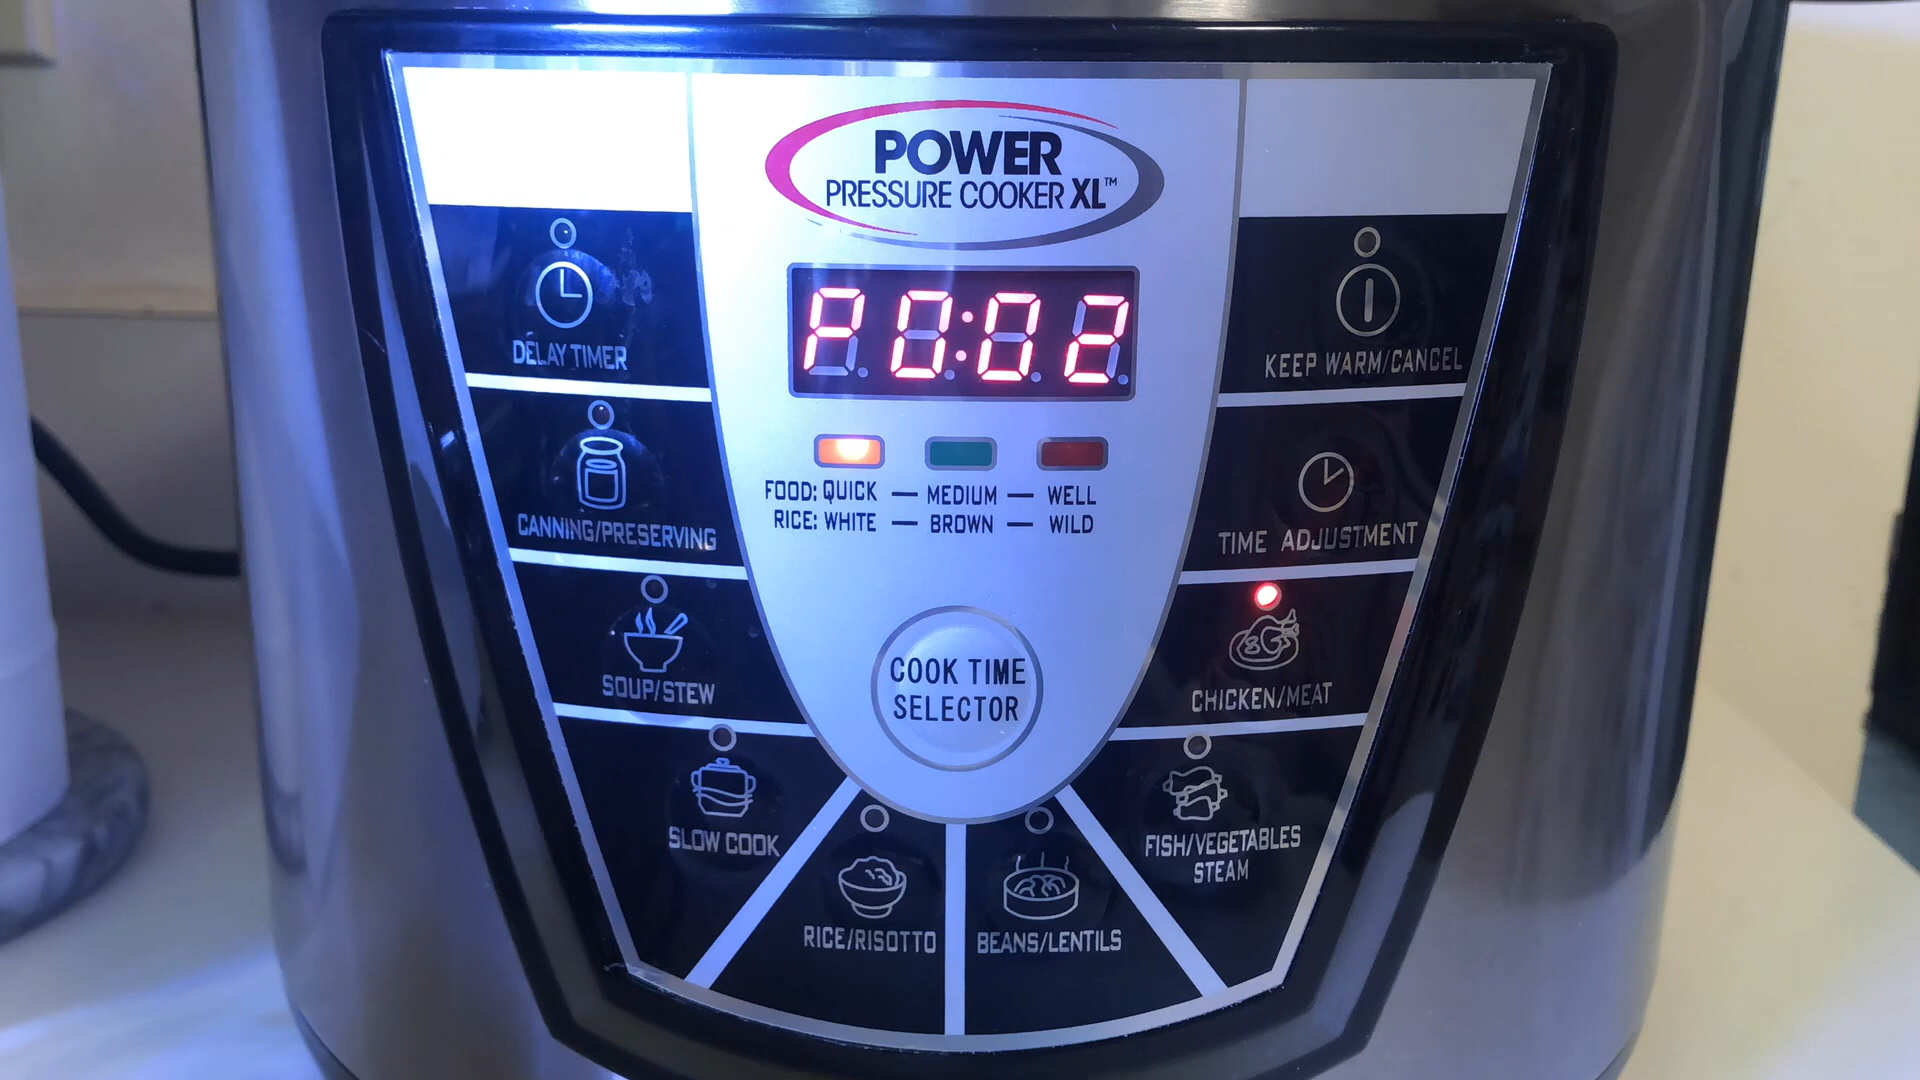 POWER
PRESSURE COOKER XL™
P0:02
DELAY TIMER
KEEP WARM/CANCEL
CANNING/PRESERVING
TIME ADJUSTMENT
FOOD: QUICK — MEDIUM — WELL
RICE: WHITE — BROWN — WILD
SOUP/STEW
CHICKEN/MEAT
COOK TIME
SELECTOR
SLOW COOK
FISH/VEGETABLES
STEAM
RICE/RISOTTO
BEANS/LENTILS